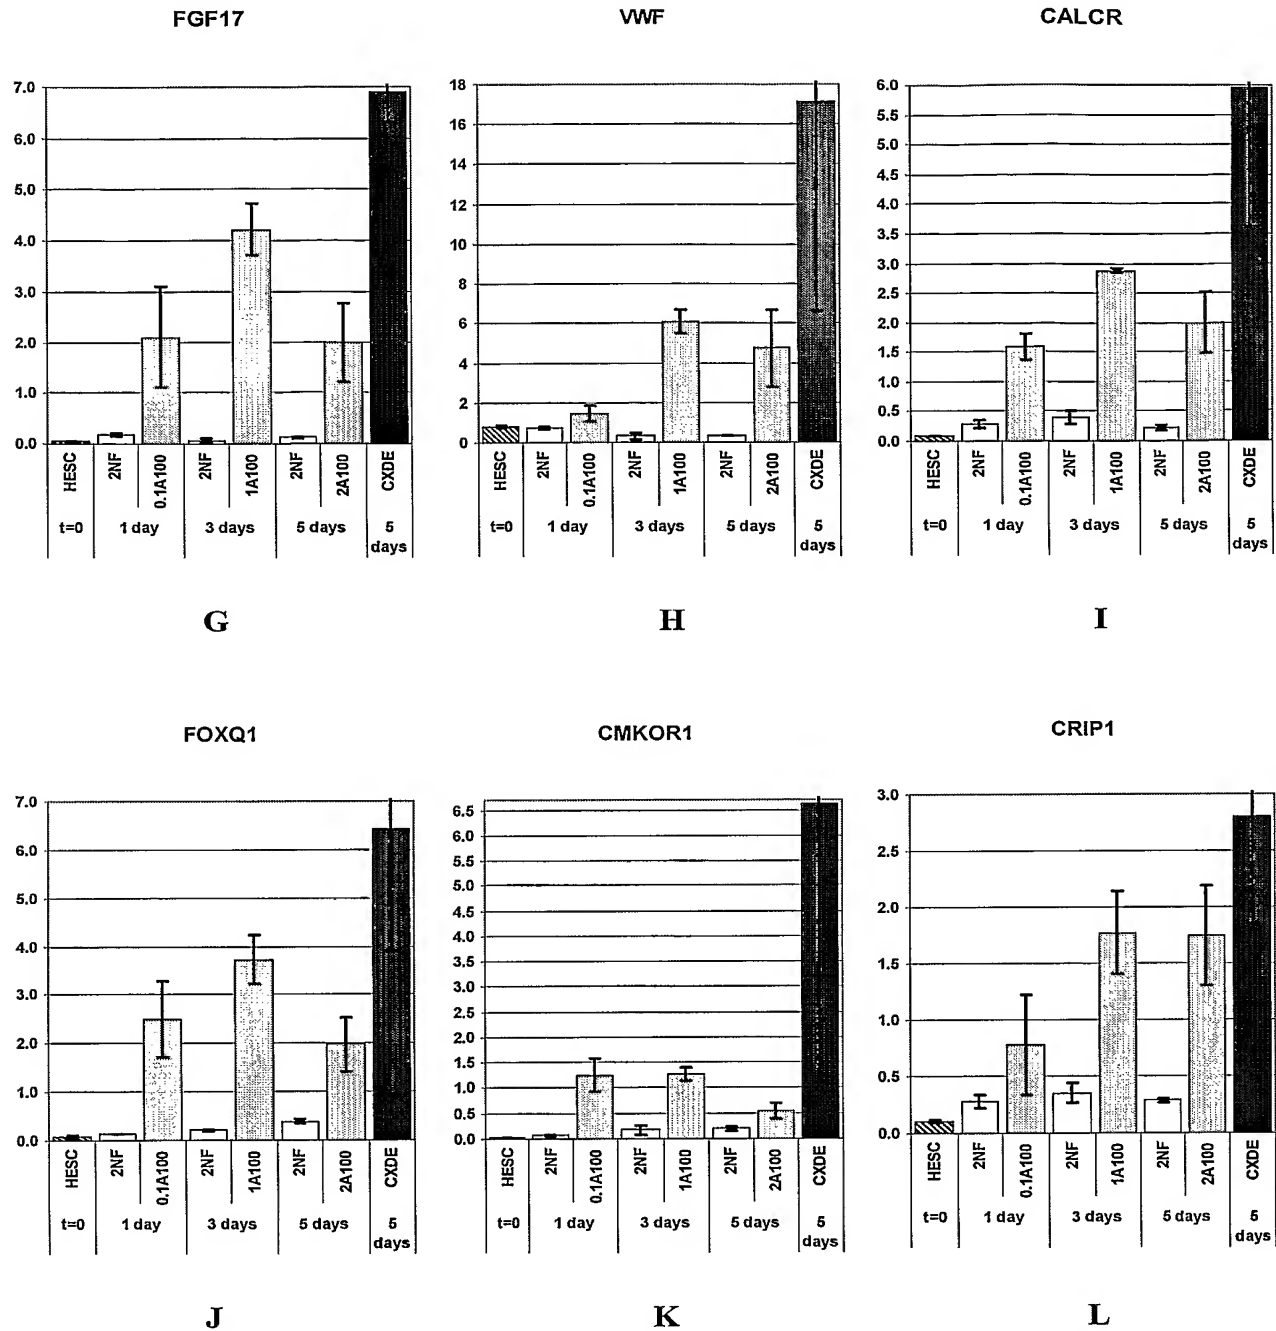 FGF17
7.0
6.0
5.0
4.0
3.0
2.0
1.0
0.0
HESC
2NF
0.1A100
2NF
1A100
2NF
2A100
CXDE
t=0
1 day
3 days
5 days
5
days
G
VWF
18
16
14
12
10
8
6
4
2
0
HESC
2NF
0.1A100
2NF
1A100
2NF
2A100
CXDE
t=0
1 day
3 days
5 days
5
days
H
CALCR
6.0
5.5
5.0
4.5
4.0
3.5
3.0
2.5
2.0
1.5
1.0
0.5
0.0
HESC
2NF
0.1A100
2NF
1A100
2NF
2A100
CXDE
t=0
1 day
3 days
5 days
5
days
I
FOXQ1
7.0
6.0
5.0
4.0
3.0
2.0
1.0
0.0
HESC
2NF
0.1A100
2NF
1A100
2NF
2A100
CXDE
t=0
1 day
3 days
5 days
5
days
J
CMKOR1
6.5
6.0
5.5
5.0
4.5
4.0
3.5
3.0
2.5
2.0
1.5
1.0
0.5
0.0
HESC
2NF
0.1A100
2NF
1A100
2NF
2A100
CXDE
t=0
1 day
3 days
5 days
5
days
K
CRIP1
3.0
2.5
2.0
1.5
1.0
0.5
0.0
HESC
2NF
0.1A100
2NF
1A100
2NF
2A100
CXDE
t=0
1 day
3 days
5 days
5
days
L